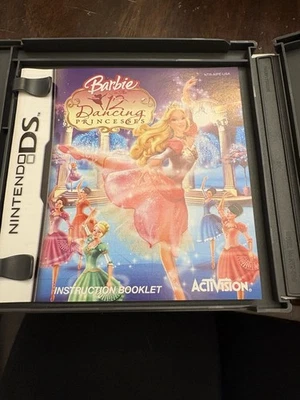 NINTENDO DS
Barbie
in The
12
Dancing
PRINCESSES
INSTRUCTION BOOKLET
ACTIVISION